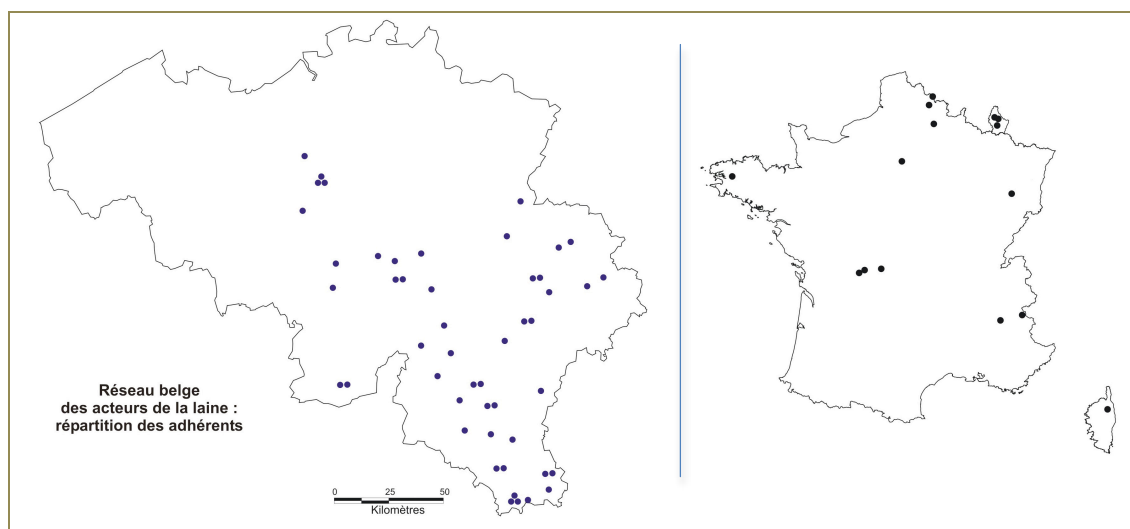 Réseau belge
des acteurs de la laine :
répartition des adhérents
0 25 50
Kilomètres